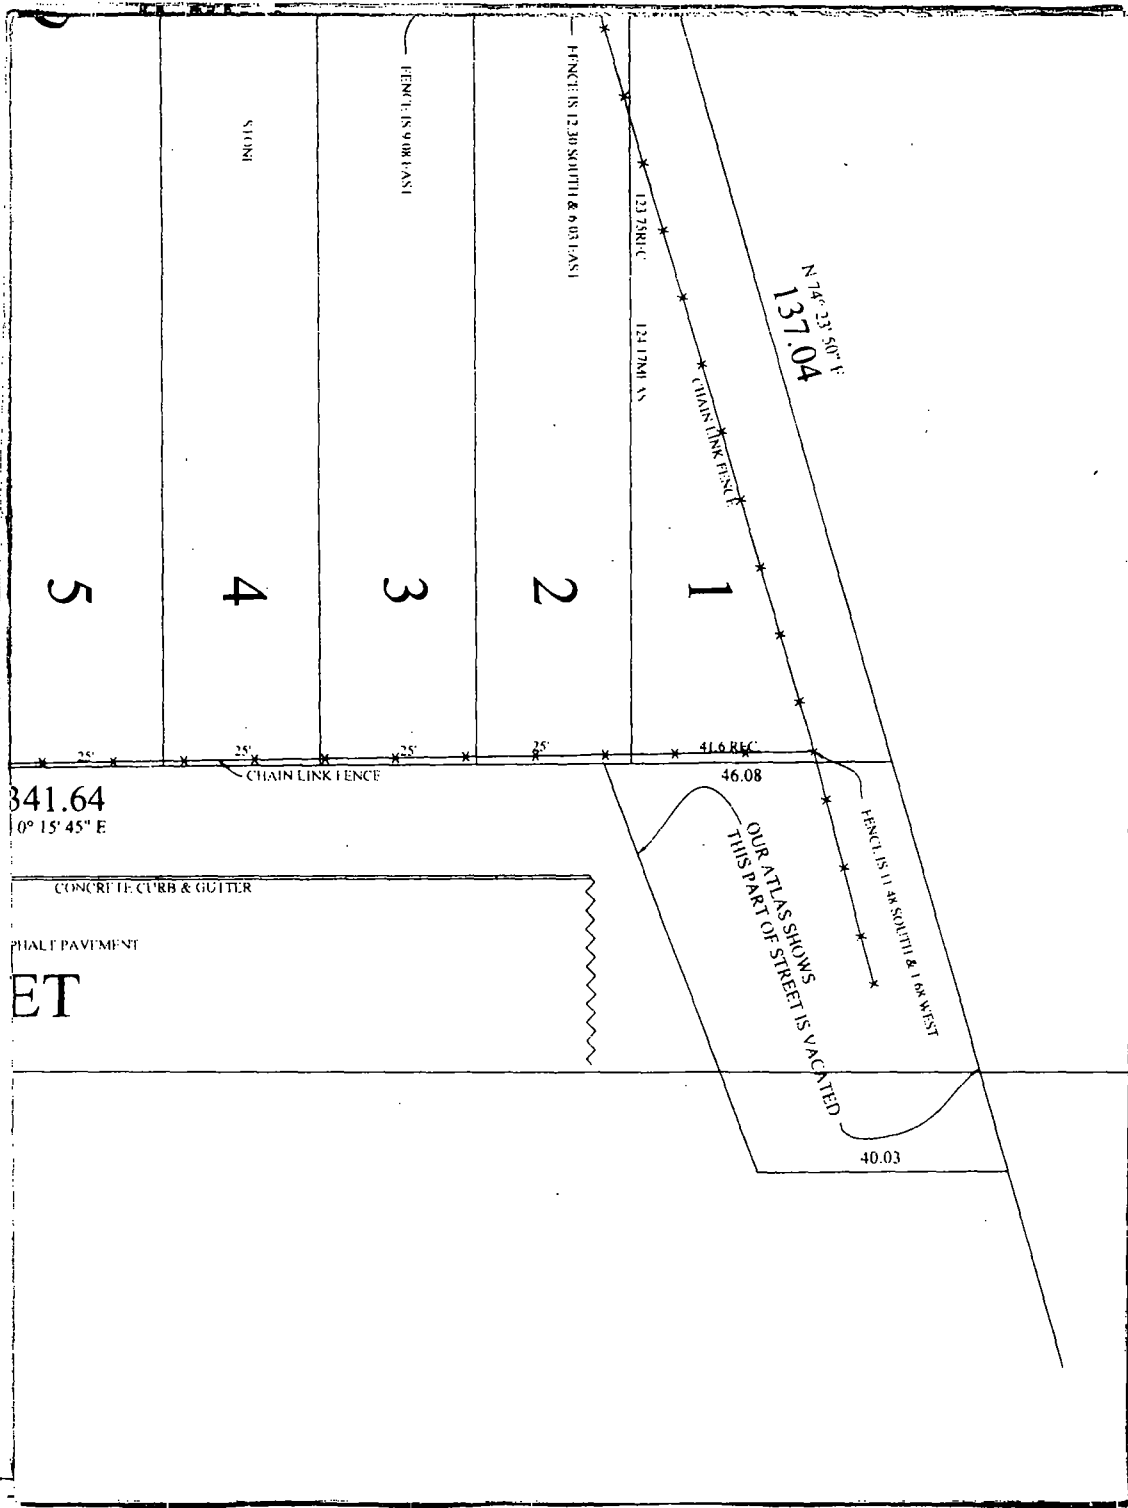 FENCE IS 9.08 EAST
FENCE IS 12.30 SOUTH & 6.03 EAST
STONE
123.75REC
124.17MEAS
N 74° 23' 50" E
137.04
CHAIN LINK FENCE
5
4
3
2
1
25'
25'
25'
25'
41.6 REC
46.08
CHAIN LINK FENCE
341.64
0° 15' 45" E
FENCE IS 11.48 SOUTH & 1.68 WEST
OUR ATLAS SHOWS
THIS PART OF STREET IS VACATED
CONCRETE CURB & GUTTER
PHALT PAVEMENT
ET
40.03